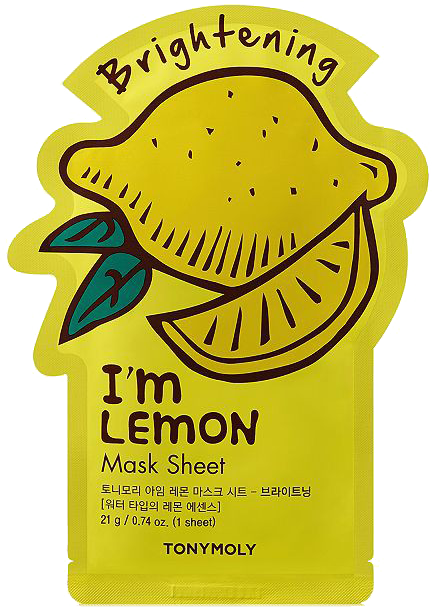 Brightening
I'm
LEMON
Mask Sheet
토니모리 아임 레몬 마스크 시트 - 브라이트닝
[워터 타입의 레몬 에센스]
21 g / 0.74 oz. (1 sheet)
TONYMOLY